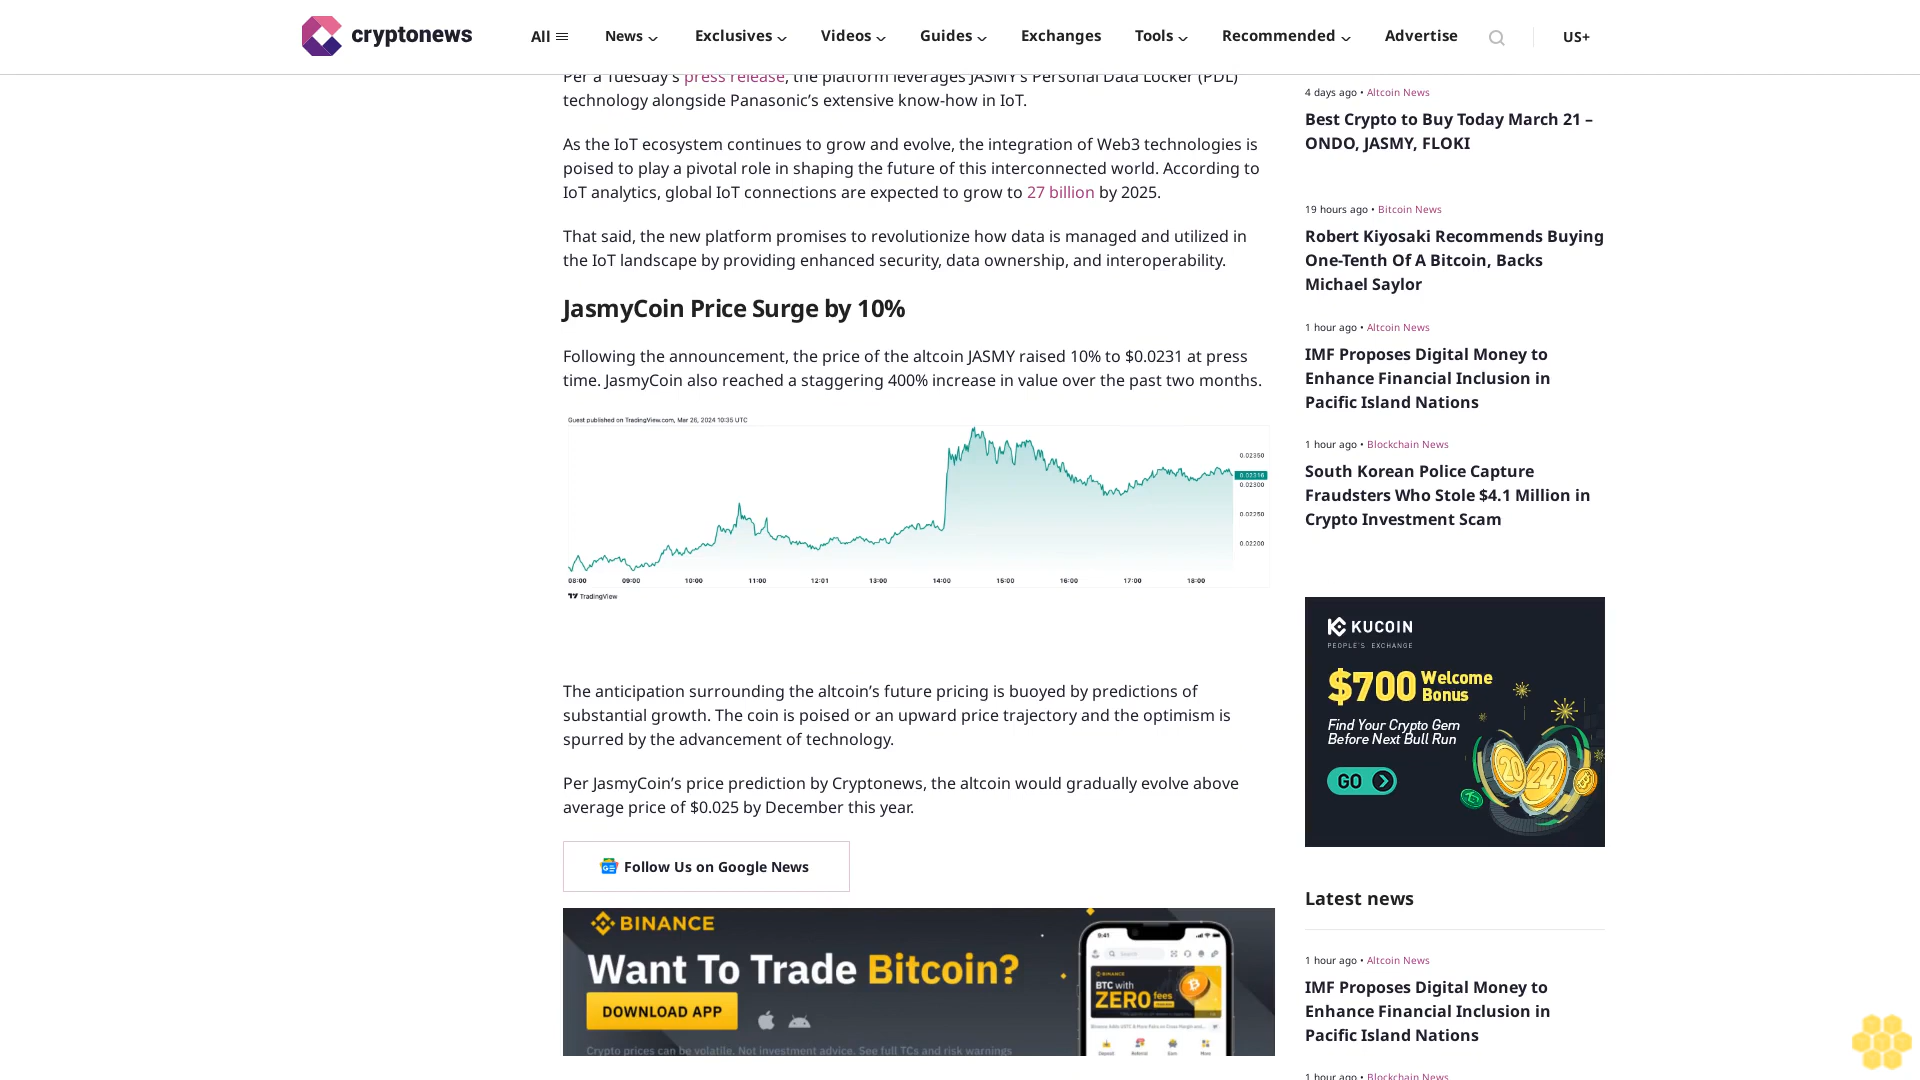 cryptonews
All
News
Exclusives
Videos
Guides
Exchanges
Tools
Recommended
Advertise
US+
Per a Tuesday’s press release, the platform leverages JASMY’s Personal Data Locker (PDL)
technology alongside Panasonic’s extensive know-how in IoT.
As the IoT ecosystem continues to grow and evolve, the integration of Web3 technologies is
poised to play a pivotal role in shaping the future of this interconnected world. According to
IoT analytics, global IoT connections are expected to grow to 27 billion by 2025.
That said, the new platform promises to revolutionize how data is managed and utilized in
the IoT landscape by providing enhanced security, data ownership, and interoperability.
JasmyCoin Price Surge by 10%
Following the announcement, the price of the altcoin JASMY raised 10% to $0.0231 at press
time. JasmyCoin also reached a staggering 400% increase in value over the past two months.
Guest published on TradingView.com, Mar 26, 2024 10:35 UTC
0.02350
0.02316
0.02300
0.02250
0.02200
08:00 09:00 10:00 11:00 12:01 13:00 14:00 15:00 16:00 17:00 18:00
TradingView
The anticipation surrounding the altcoin’s future pricing is buoyed by predictions of
substantial growth. The coin is poised or an upward price trajectory and the optimism is
spurred by the advancement of technology.
Per JasmyCoin’s price prediction by Cryptonews, the altcoin would gradually evolve above
average price of $0.025 by December this year.
Follow Us on Google News
BINANCE
Want To Trade Bitcoin?
DOWNLOAD APP
Crypto prices can be volatile. Not investment advice. See full TCs and risk warnings
9:41
Search
BINANCE
BTC with
ZERO fees
Deposit Referral Earn More
4 days ago • Altcoin News
Best Crypto to Buy Today March 21 –
ONDO, JASMY, FLOKI
19 hours ago • Bitcoin News
Robert Kiyosaki Recommends Buying
One-Tenth Of A Bitcoin, Backs
Michael Saylor
1 hour ago • Altcoin News
IMF Proposes Digital Money to
Enhance Financial Inclusion in
Pacific Island Nations
1 hour ago • Blockchain News
South Korean Police Capture
Fraudsters Who Stole $4.1 Million in
Crypto Investment Scam
KUCOIN
PEOPLE'S EXCHANGE
$700 Welcome
Bonus
Find Your Crypto Gem
Before Next Bull Run
GO
20
24
Latest news
1 hour ago • Altcoin News
IMF Proposes Digital Money to
Enhance Financial Inclusion in
Pacific Island Nations
1 hour ago • Blockchain News